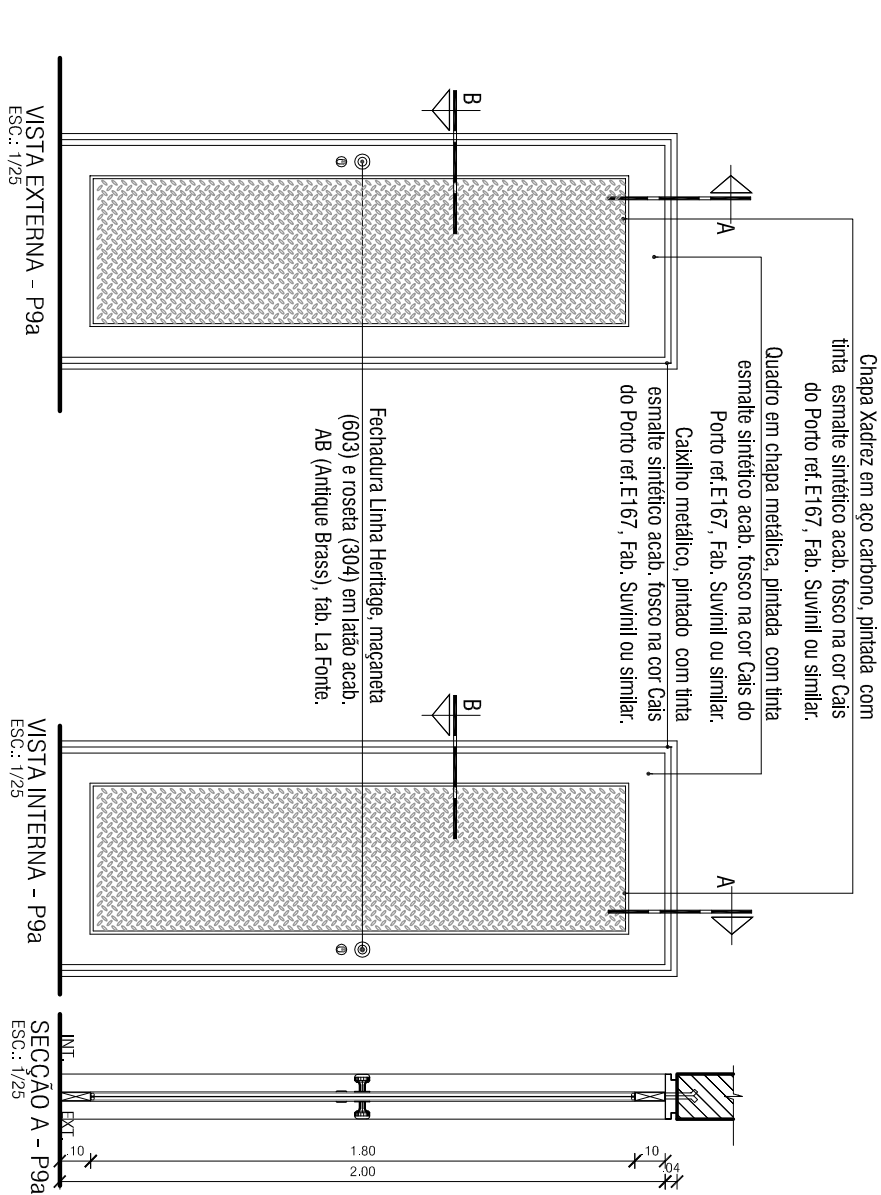 Chapa Xadrez em aço carbono, pintada com
tinta esmalte sintético acab. fosco na cor Cais
do Porto ref.E167, Fab. Suvinil ou similar.
Quadro em chapa metálica, pintada com tinta
esmalte sintético acab. fosco na cor Cais do
Porto ref.E167, Fab. Suvinil ou similar.
Caixilho metálico, pintado com tinta
esmalte sintético acab. fosco na cor Cais
do Porto ref.E167, Fab. Suvinil ou similar.
Fechadura Linha Heritage, maçaneta
(603) e roseta (304) em latão acab.
AB (Antique Brass), fab. La Fonte.
A
A
B
B
VISTA EXTERNA - P9a
ESC.: 1/25
VISTA INTERNA - P9a
ESC.: 1/25
INT.
EXT.
SECÇÃO A - P9a
ESC.: 1/25
.10
1.80
.10
2.00
.04